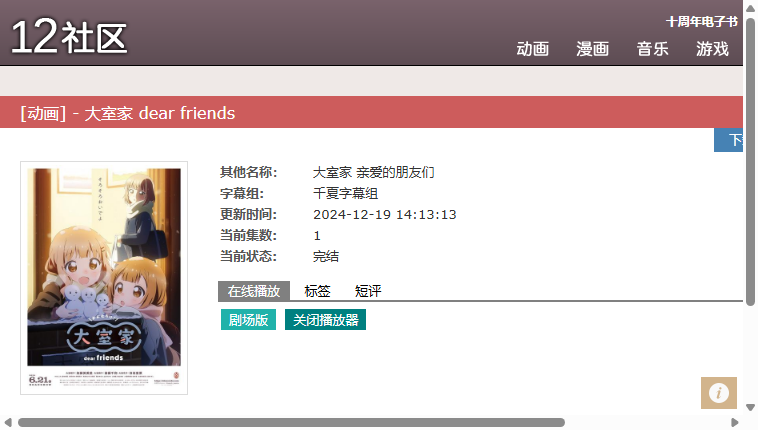 12社区
十周年电子书
动画 漫画 音乐 游戏
[动画] - 大室家 dear friends
下
其他名称: 大室家 亲爱的朋友们
字幕组: 千夏字幕组
更新时间: 2024-12-19 14:13:13
当前集数: 1
当前状态: 完结
在线播放 标签 短评
剧场版 关闭播放器
大室家
dear friends
6.21